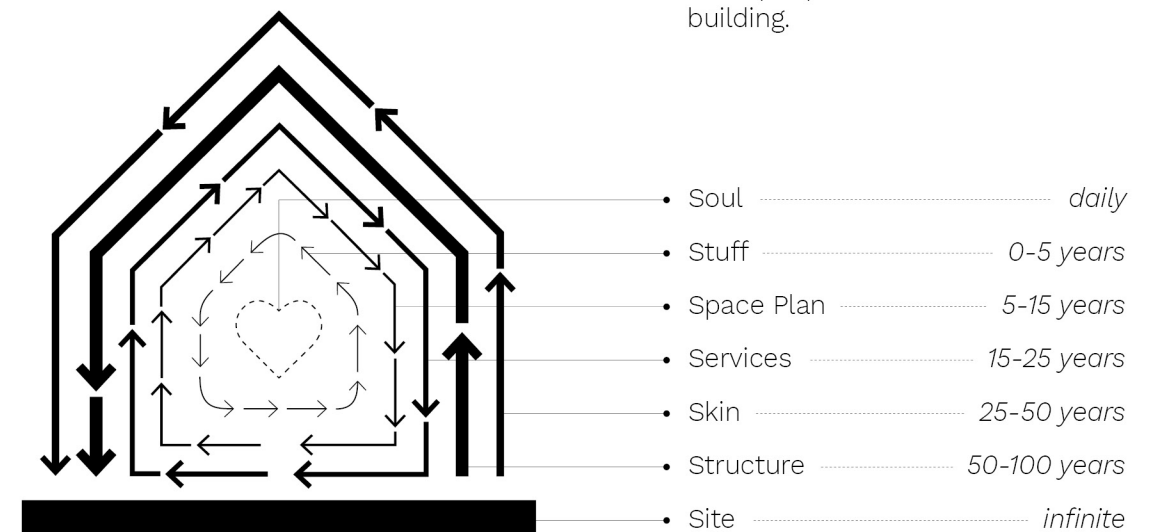 building.
Soul daily
Stuff 0-5 years
Space Plan 5-15 years
Services 15-25 years
Skin 25-50 years
Structure 50-100 years
Site infinite